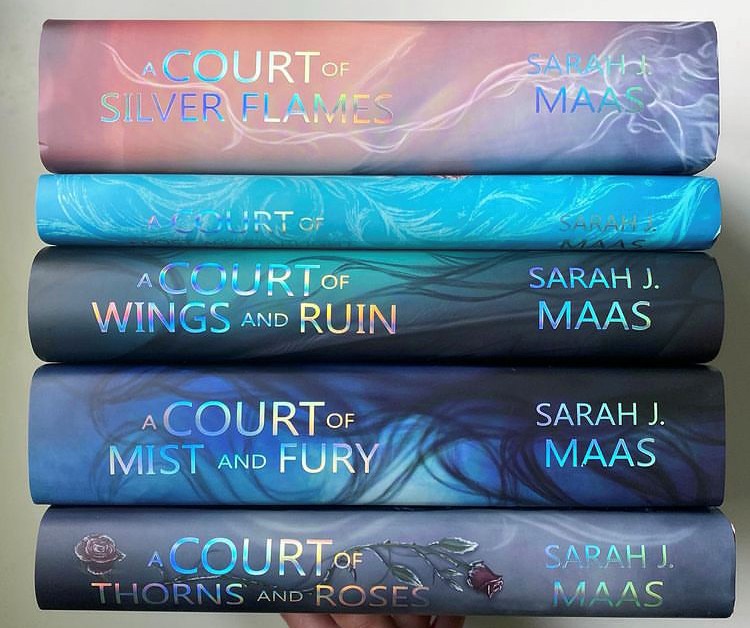 A COURT OF
SILVER FLAMES
SARAH J.
MAAS
A COURT OF
SARAH J.
MAAS
A COURT OF
WINGS AND RUIN
SARAH J.
MAAS
A COURT OF
MIST AND FURY
SARAH J.
MAAS
A COURT OF
THORNS AND ROSES
SARAH J.
MAAS